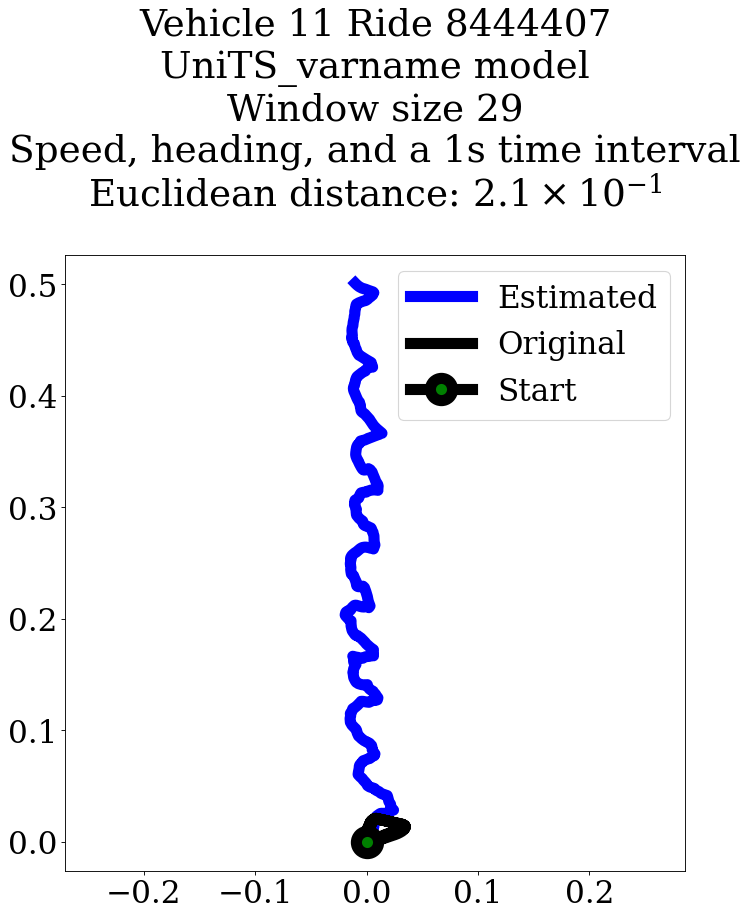 Vehicle 11 Ride 8444407
UniTS_varname model
Window size 29
Speed, heading, and a 1s time interval
Euclidean distance: 2.1 × 10⁻¹
Estimated
Original
Start
0.5
0.4
0.3
0.2
0.1
0.0
−0.2 −0.1 0.0 0.1 0.2